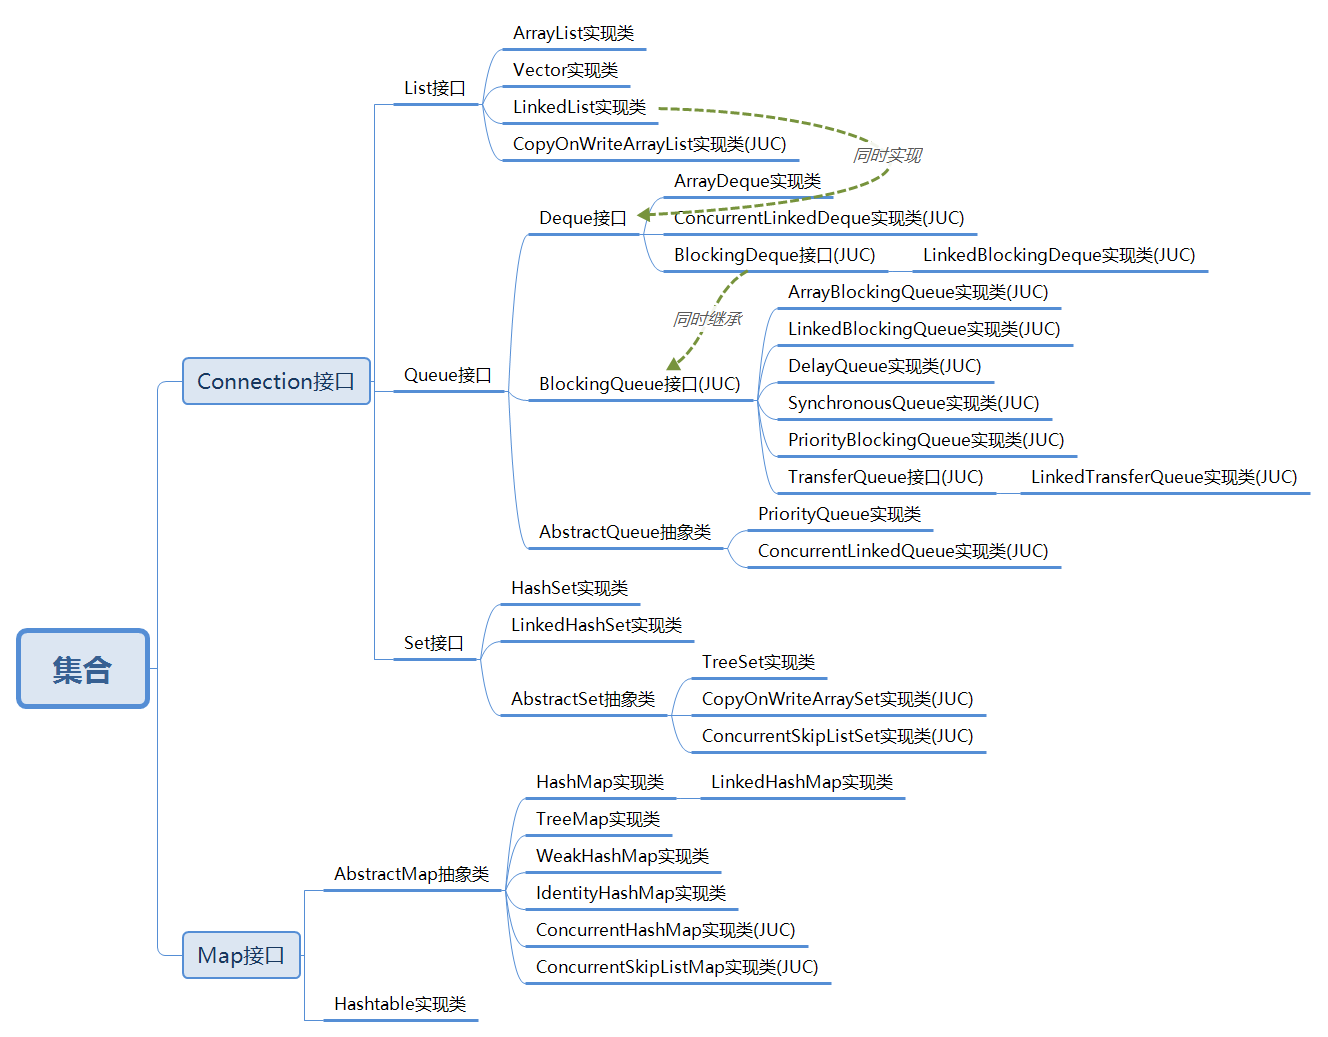 集合
Connection接口
List接口
ArrayList实现类
Vector实现类
LinkedList实现类
CopyOnWriteArrayList实现类(JUC)
同时实现
Queue接口
Deque接口
ArrayDeque实现类
ConcurrentLinkedDeque实现类(JUC)
BlockingDeque接口(JUC)
LinkedBlockingDeque实现类(JUC)
同时继承
BlockingQueue接口(JUC)
ArrayBlockingQueue实现类(JUC)
LinkedBlockingQueue实现类(JUC)
DelayQueue实现类(JUC)
SynchronousQueue实现类(JUC)
PriorityBlockingQueue实现类(JUC)
TransferQueue接口(JUC)
LinkedTransferQueue实现类(JUC)
AbstractQueue抽象类
PriorityQueue实现类
ConcurrentLinkedQueue实现类(JUC)
Set接口
HashSet实现类
LinkedHashSet实现类
AbstractSet抽象类
TreeSet实现类
CopyOnWriteArraySet实现类(JUC)
ConcurrentSkipListSet实现类(JUC)
Map接口
AbstractMap抽象类
HashMap实现类
LinkedHashMap实现类
TreeMap实现类
WeakHashMap实现类
IdentityHashMap实现类
ConcurrentHashMap实现类(JUC)
ConcurrentSkipListMap实现类(JUC)
Hashtable实现类